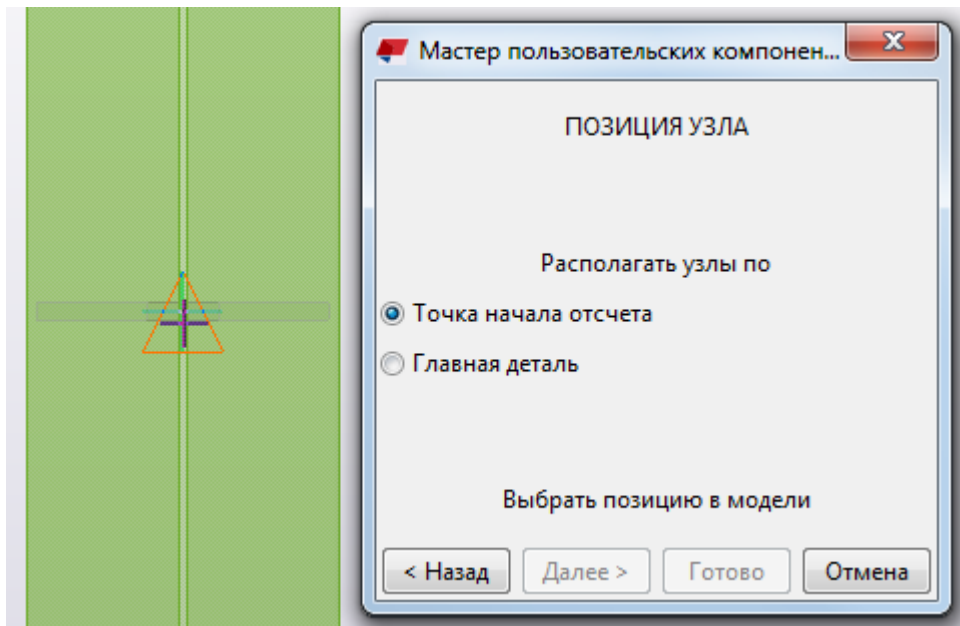 Мастер пользовательских компонен...
ПОЗИЦИЯ УЗЛА
Располагать узлы по
Точка начала отсчета
Главная деталь
Выбрать позицию в модели
< Назад Далее > Готово Отмена